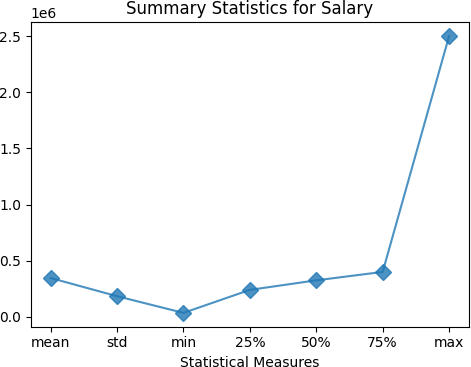 Summary Statistics for Salary
1e6
2.5
2.0
1.5
1.0
0.5
0.0
mean std min 25% 50% 75% max
Statistical Measures